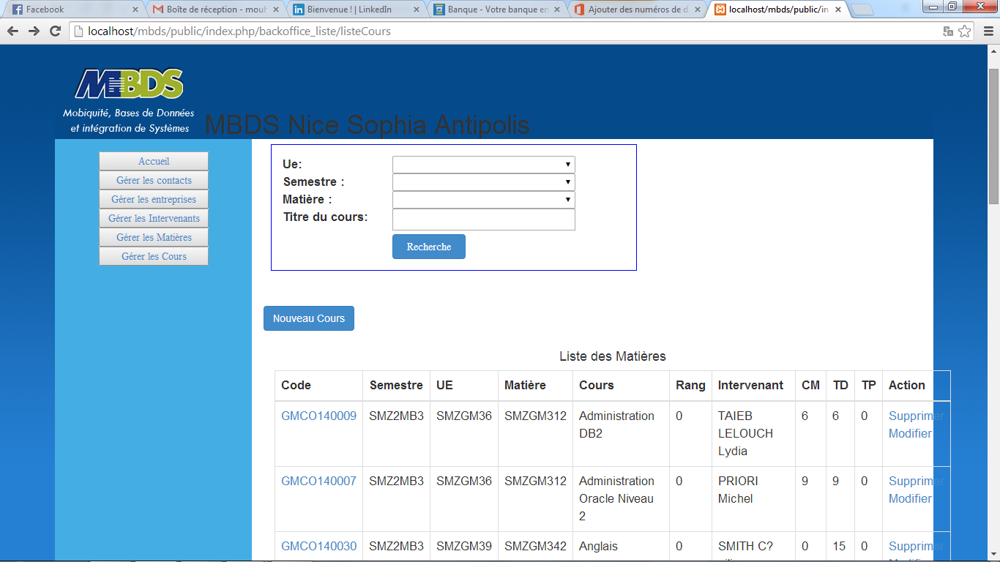 Facebook
Boîte de réception - mouh
Bienvenue ! | LinkedIn
Banque - Votre banque en
Ajouter des numéros de d
localhost/mbds/public/in
localhost/mbds/public/index.php/backoffice_liste/listeCours
MBDS
Mobiquité, Bases de Données
et intégration de Systèmes
MBDS Nice Sophia Antipolis
Accueil
Gérer les contacts
Gérer les entreprises
Gérer les Intervenants
Gérer les Matières
Gérer les Cours
Ue:
Semestre :
Matière :
Titre du cours:
Recherche
Nouveau Cours
Liste des Matières
Code Semestre UE Matière Cours Rang Intervenant CM TD TP Action
GMCO140009 SMZ2MB3 SMZGM36 SMZGM312 Administration 0 TAIEB 6 6 0 Supprimer
DB2 LELOUCH Modifier
Lydia
GMCO140007 SMZ2MB3 SMZGM36 SMZGM312 Administration 0 PRIORI 9 9 0 Supprimer
Oracle Niveau Michel Modifier
2
GMCO140030 SMZ2MB3 SMZGM39 SMZGM342 Anglais 0 SMITH C? 0 15 0 Supprimer
Modifier